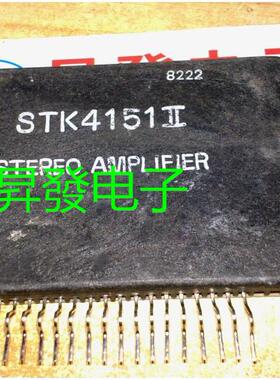 8222
STK4151II
STEREO AMPLIFIER
昇發电子